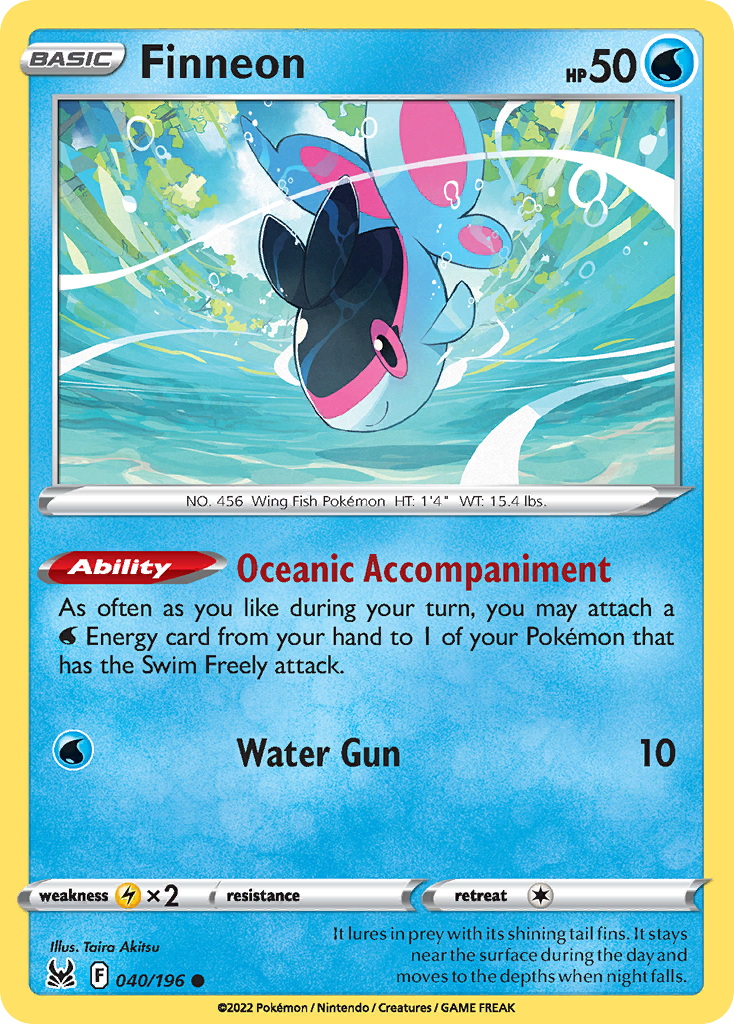 BASIC Finneon HP 50
NO. 456 Wing Fish Pokémon HT: 1'4" WT: 15.4 lbs.
Ability Oceanic Accompaniment
As often as you like during your turn, you may attach a
Energy card from your hand to 1 of your Pokémon that
has the Swim Freely attack.
Water Gun 10
weakness ×2 resistance retreat
Illus. Taira Akitsu
It lures in prey with its shining tail fins. It stays
near the surface during the day and
moves to the depths when night falls.
F 040/196
©2022 Pokémon / Nintendo / Creatures / GAME FREAK